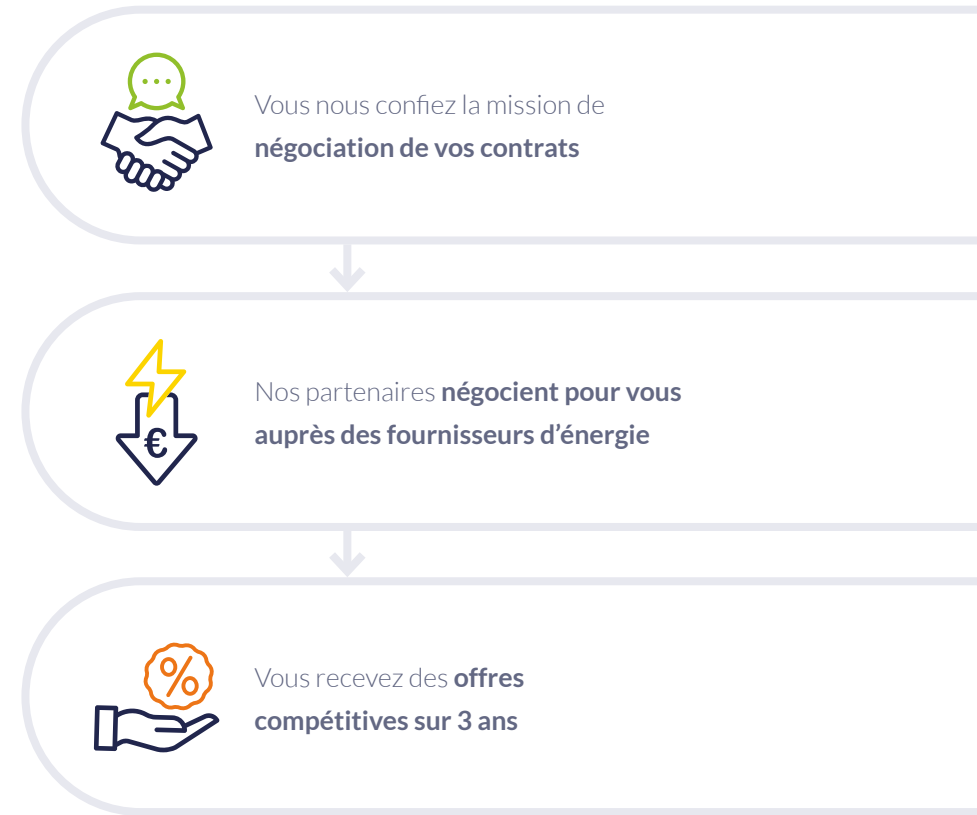 Vous nous confiez la mission de
négociation de vos contrats
Nos partenaires négocient pour vous
€
auprès des fournisseurs d’énergie
%
Vous recevez des offres
compétitives sur 3 ans